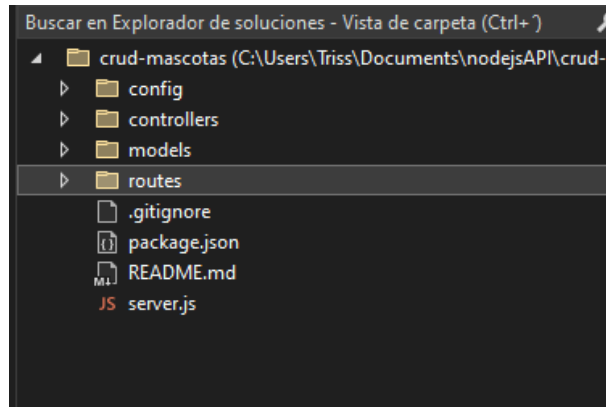 Buscar en Explorador de soluciones - Vista de carpeta (Ctrl+´)
crud-mascotas (C:\Users\Triss\Documents\nodejsAPI\crud-
config
controllers
models
routes
.gitignore
package.json
M↓ README.md
JS server.js